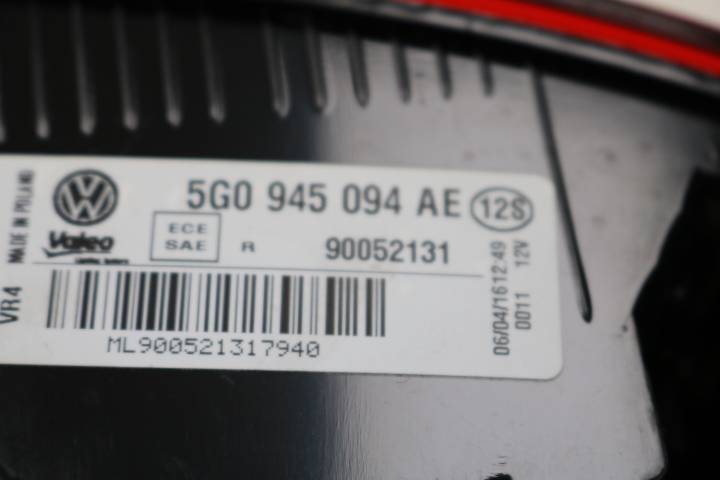 MADE IN POLAND
VW
5G0 945 094 AE
12S
Valeo
ECE
SAE
R
90052131
VR4
ML900521317940
06/04/16 12:49
0011 12V